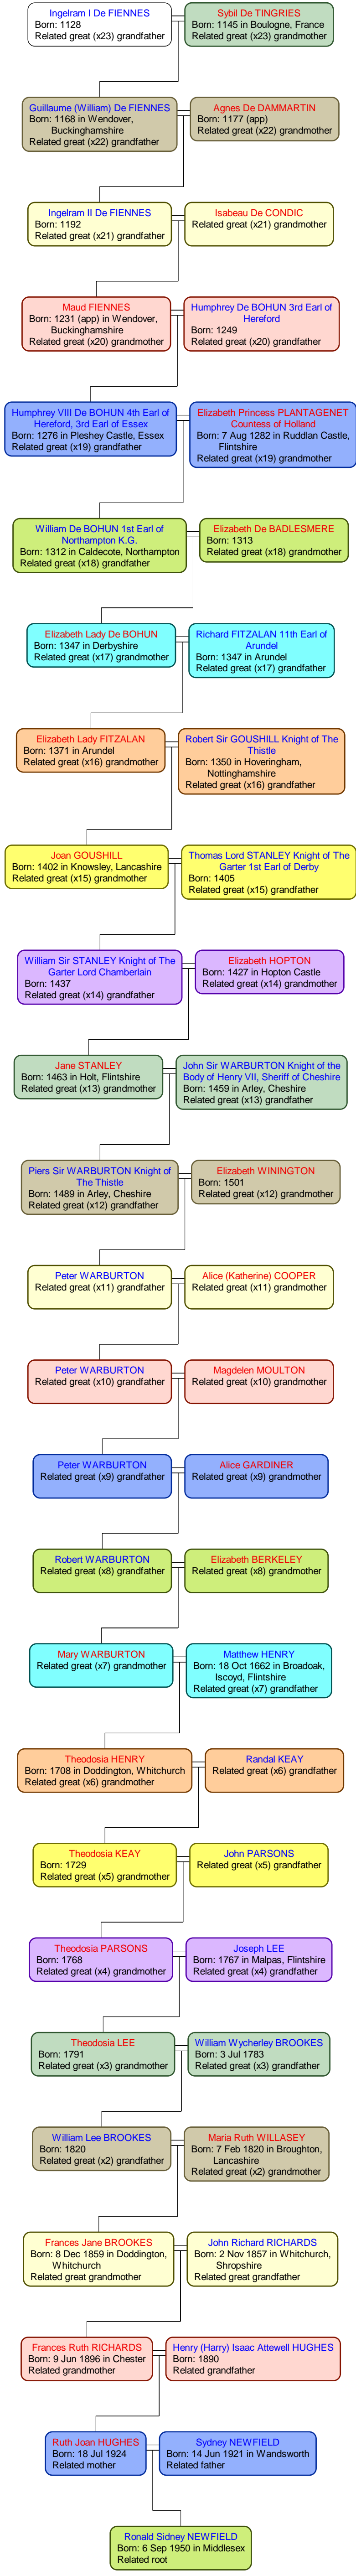 Ingelram I De FIENNES
Born: 1128
Related great (x23) grandfather
Sybil De TINGRIES
Born: 1145 in Boulogne, France
Related great (x23) grandmother
Guillaume (William) De FIENNES
Born: 1168 in Wendover,
Buckinghamshire
Related great (x22) grandfather
Agnes De DAMMARTIN
Born: 1177 (app)
Related great (x22) grandmother
Ingelram II De FIENNES
Born: 1192
Related great (x21) grandfather
Isabeau De CONDIC
Related great (x21) grandmother
Maud FIENNES
Born: 1231 (app) in Wendover,
Buckinghamshire
Related great (x20) grandmother
Humphrey De BOHUN 3rd Earl of
Hereford
Born: 1249
Related great (x20) grandfather
Humphrey VIII De BOHUN 4th Earl of
Hereford, 3rd Earl of Essex
Born: 1276 in Pleshey Castle, Essex
Related great (x19) grandfather
Elizabeth Princess PLANTAGENET
Countess of Holland
Born: 7 Aug 1282 in Ruddlan Castle,
Flintshire
Related great (x19) grandmother
William De BOHUN 1st Earl of
Northampton K.G.
Born: 1312 in Caldecote, Northampton
Related great (x18) grandfather
Elizabeth De BADLESMERE
Born: 1313
Related great (x18) grandmother
Elizabeth Lady De BOHUN
Born: 1347 in Derbyshire
Related great (x17) grandmother
Richard FITZALAN 11th Earl of
Arundel
Born: 1347 in Arundel
Related great (x17) grandfather
Elizabeth Lady FITZALAN
Born: 1371 in Arundel
Related great (x16) grandmother
Robert Sir GOUSHILL Knight of The
Thistle
Born: 1350 in Hoveringham,
Nottinghamshire
Related great (x16) grandfather
Joan GOUSHILL
Born: 1402 in Knowsley, Lancashire
Related great (x15) grandmother
Thomas Lord STANLEY Knight of The
Garter 1st Earl of Derby
Born: 1405
Related great (x15) grandfather
William Sir STANLEY Knight of The
Garter Lord Chamberlain
Born: 1437
Related great (x14) grandfather
Elizabeth HOPTON
Born: 1427 in Hopton Castle
Related great (x14) grandmother
Jane STANLEY
Born: 1463 in Holt, Flintshire
Related great (x13) grandmother
John Sir WARBURTON Knight of the
Body of Henry VII, Sheriff of Cheshire
Born: 1459 in Arley, Cheshire
Related great (x13) grandfather
Piers Sir WARBURTON Knight of
The Thistle
Born: 1489 in Arley, Cheshire
Related great (x12) grandfather
Elizabeth WININGTON
Born: 1501
Related great (x12) grandmother
Peter WARBURTON
Related great (x11) grandfather
Alice (Katherine) COOPER
Related great (x11) grandmother
Peter WARBURTON
Related great (x10) grandfather
Magdelen MOULTON
Related great (x10) grandmother
Peter WARBURTON
Related great (x9) grandfather
Alice GARDINER
Related great (x9) grandmother
Robert WARBURTON
Related great (x8) grandfather
Elizabeth BERKELEY
Related great (x8) grandmother
Mary WARBURTON
Related great (x7) grandmother
Matthew HENRY
Born: 18 Oct 1662 in Broadoak,
Iscoyd, Flintshire
Related great (x7) grandfather
Theodosia HENRY
Born: 1708 in Doddington, Whitchurch
Related great (x6) grandmother
Randal KEAY
Related great (x6) grandfather
Theodosia KEAY
Born: 1729
Related great (x5) grandmother
John PARSONS
Related great (x5) grandfather
Theodosia PARSONS
Born: 1768
Related great (x4) grandmother
Joseph LEE
Born: 1767 in Malpas, Flintshire
Related great (x4) grandfather
Theodosia LEE
Born: 1791
Related great (x3) grandmother
William Wycherley BROOKES
Born: 3 Jul 1783
Related great (x3) grandfather
William Lee BROOKES
Born: 1820
Related great (x2) grandfather
Maria Ruth WILLASEY
Born: 7 Feb 1820 in Broughton,
Lancashire
Related great (x2) grandmother
Frances Jane BROOKES
Born: 8 Dec 1859 in Doddington,
Whitchurch
Related great grandmother
John Richard RICHARDS
Born: 2 Nov 1857 in Whitchurch,
Shropshire
Related great grandfather
Frances Ruth RICHARDS
Born: 9 Jun 1896 in Chester
Related grandmother
Henry (Harry) Isaac Attewell HUGHES
Born: 1890
Related grandfather
Ruth Joan HUGHES
Born: 18 Jul 1924
Related mother
Sydney NEWFIELD
Born: 14 Jun 1921 in Wandsworth
Related father
Ronald Sidney NEWFIELD
Born: 6 Sep 1950 in Middlesex
Related root